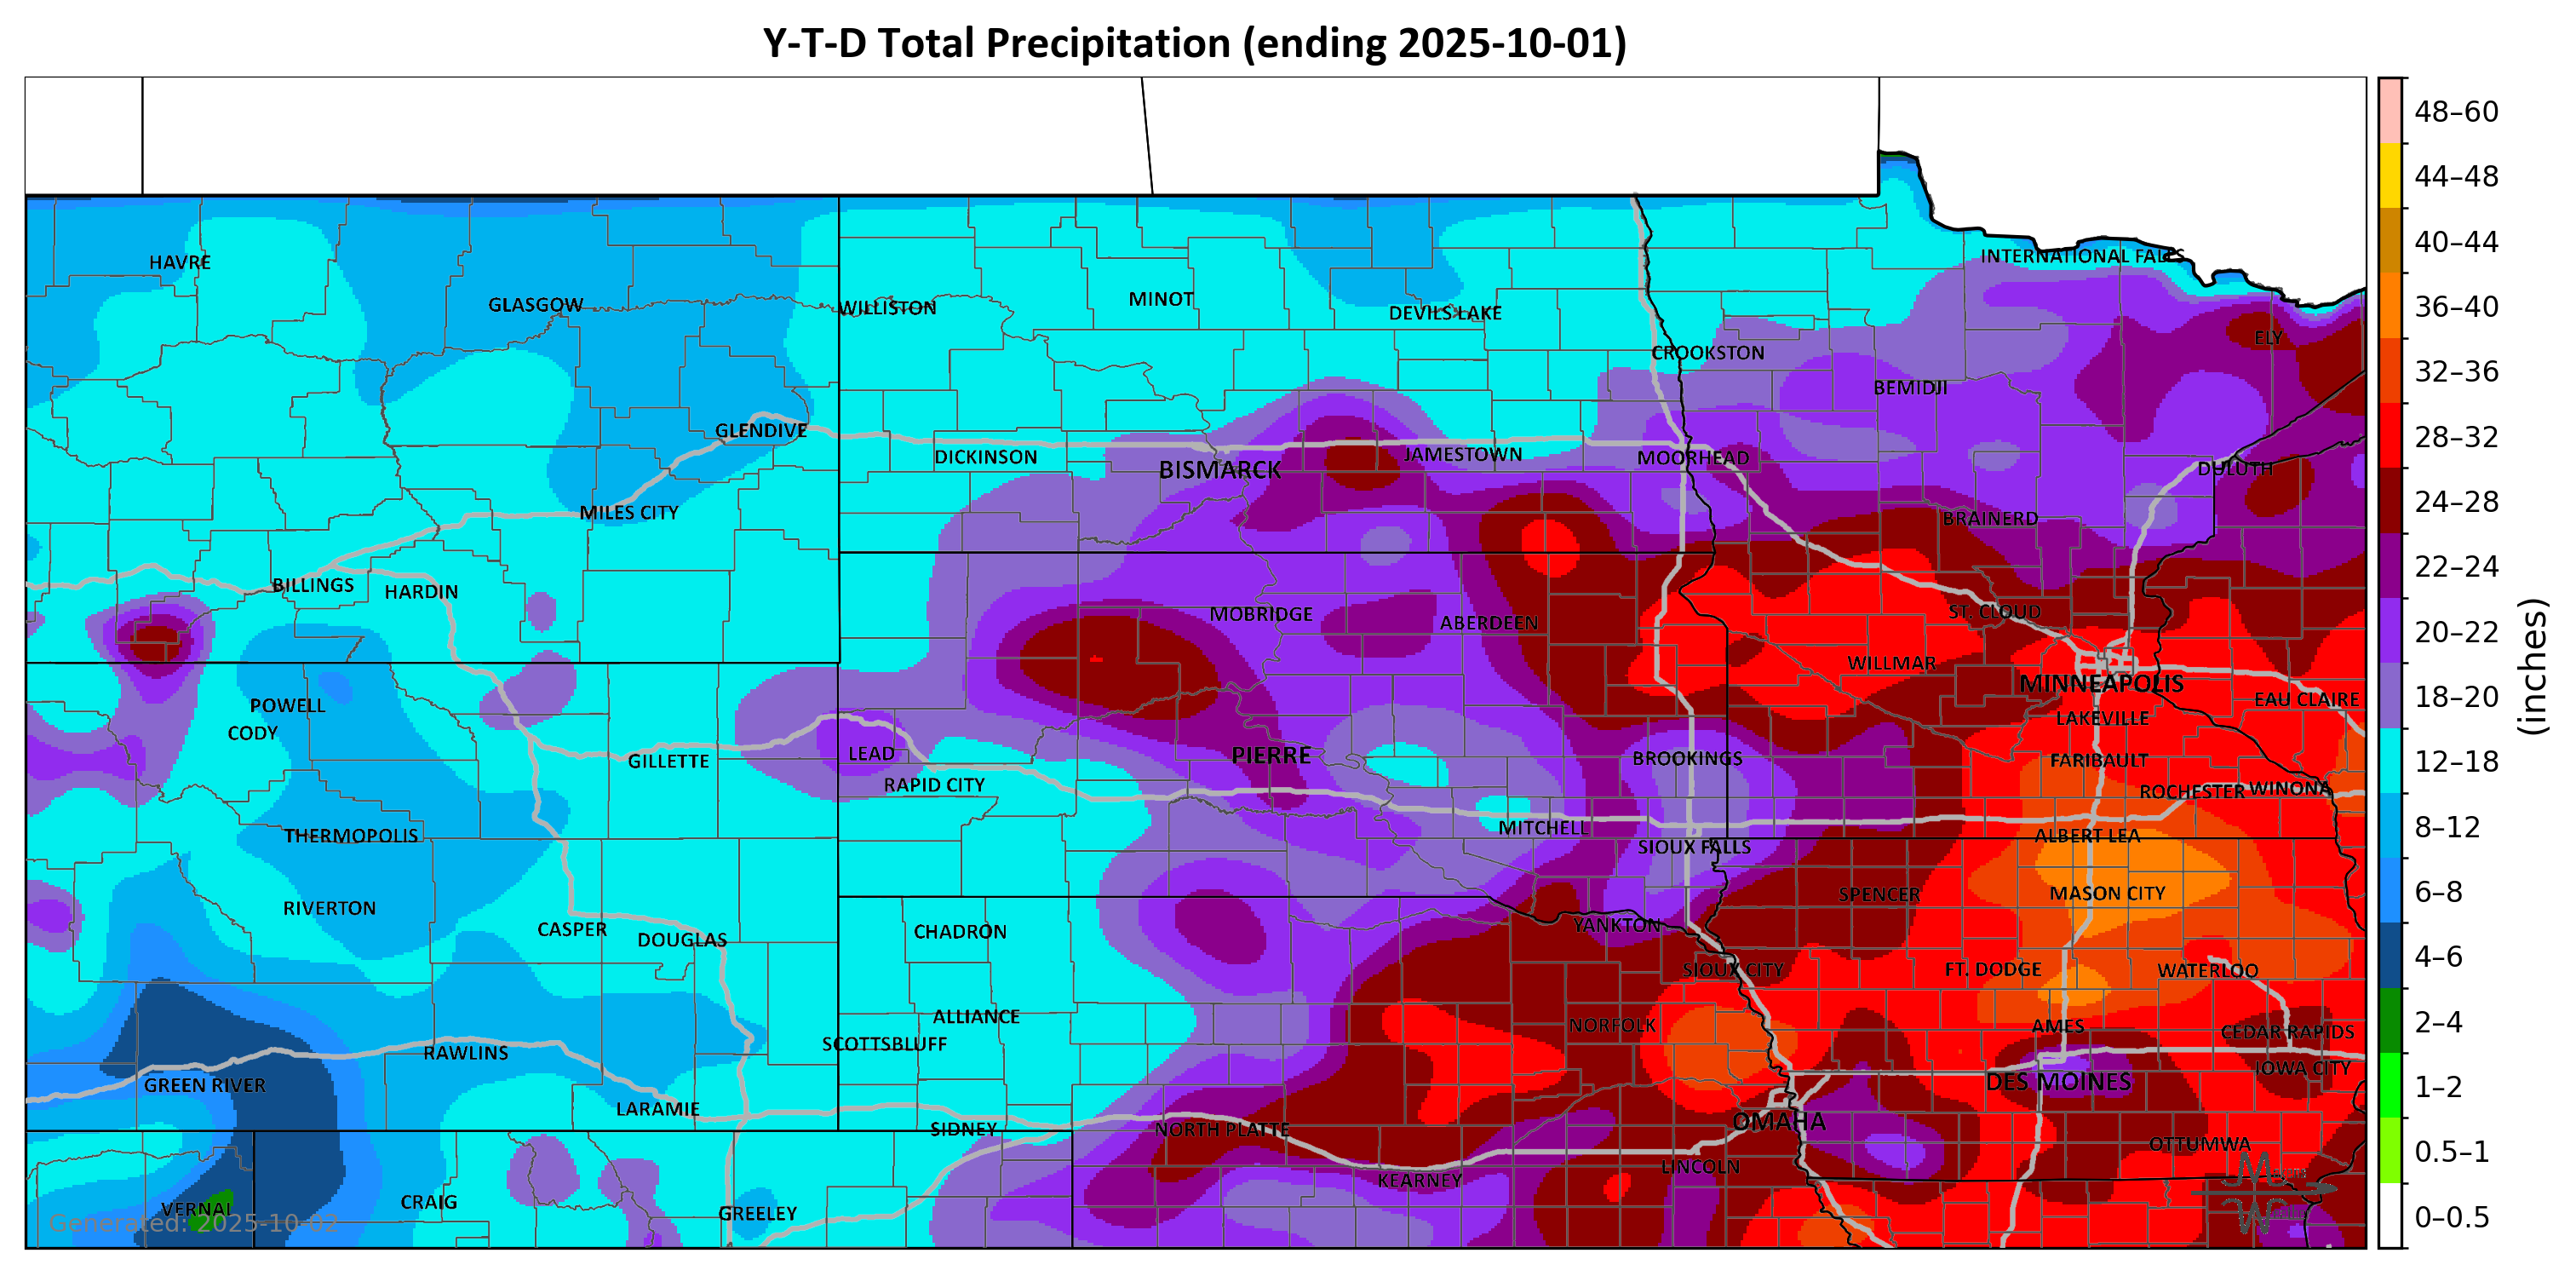 Y-T-D Total Precipitation (ending 2025-10-01)
48–60
44–48
40–44
36–40
32–36
28–32
24–28
22–24
20–22
18–20
12–18
8–12
6–8
4–6
2–4
1–2
0.5–1
0–0.5
(inches)
INTERNATIONAL FALLS
HAVRE
GLASGOW
WILLISTON
MINOT
DEVILS LAKE
ELY
CROOKSTON
BEMIDJI
GLENDIVE
DICKINSON
BISMARCK
JAMESTOWN
MOORHEAD
DULUTH
MILES CITY
BRAINERD
BILLINGS
HARDIN
MOBRIDGE
ABERDEEN
ST. CLOUD
WILLMAR
MINNEAPOLIS
EAU CLAIRE
POWELL
CODY
LAKEVILLE
GILLETTE
LEAD
RAPID CITY
PIERRE
BROOKINGS
FARIBAULT
ROCHESTER
WINONA
THERMOPOLIS
MITCHELL
SIOUX FALLS
ALBERT LEA
RIVERTON
CASPER
DOUGLAS
CHADRON
YANKTON
SPENCER
MASON CITY
SIOUX CITY
FT. DODGE
WATERLOO
ALLIANCE
SCOTTSBLUFF
NORFOLK
AMES
CEDAR RAPIDS
RAWLINS
GREEN RIVER
DES MOINES
IOWA CITY
LARAMIE
SIDNEY
NORTH PLATTE
OMAHA
OTTUMWA
LINCOLN
KEARNEY
CRAIG
VERNAL
GREELEY
Generated: 2025-10-02